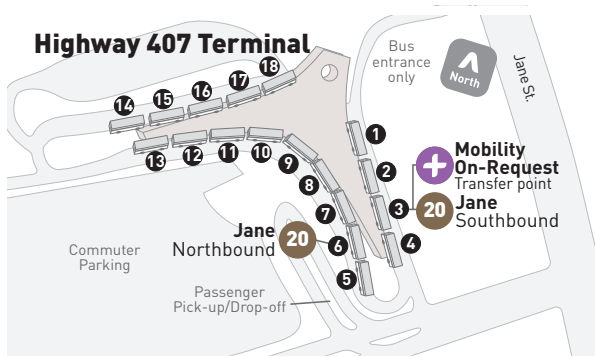 Highway 407 Terminal
Bus
entrance
only
North
Jane St.
18
17
16
15
14
13
12
11
10
9
8
7
6
5
1
2
3
4
Mobility
On-Request
Transfer point
20 Jane
Southbound
Jane
Northbound 20
Commuter
Parking
Passenger
Pick-up/Drop-off